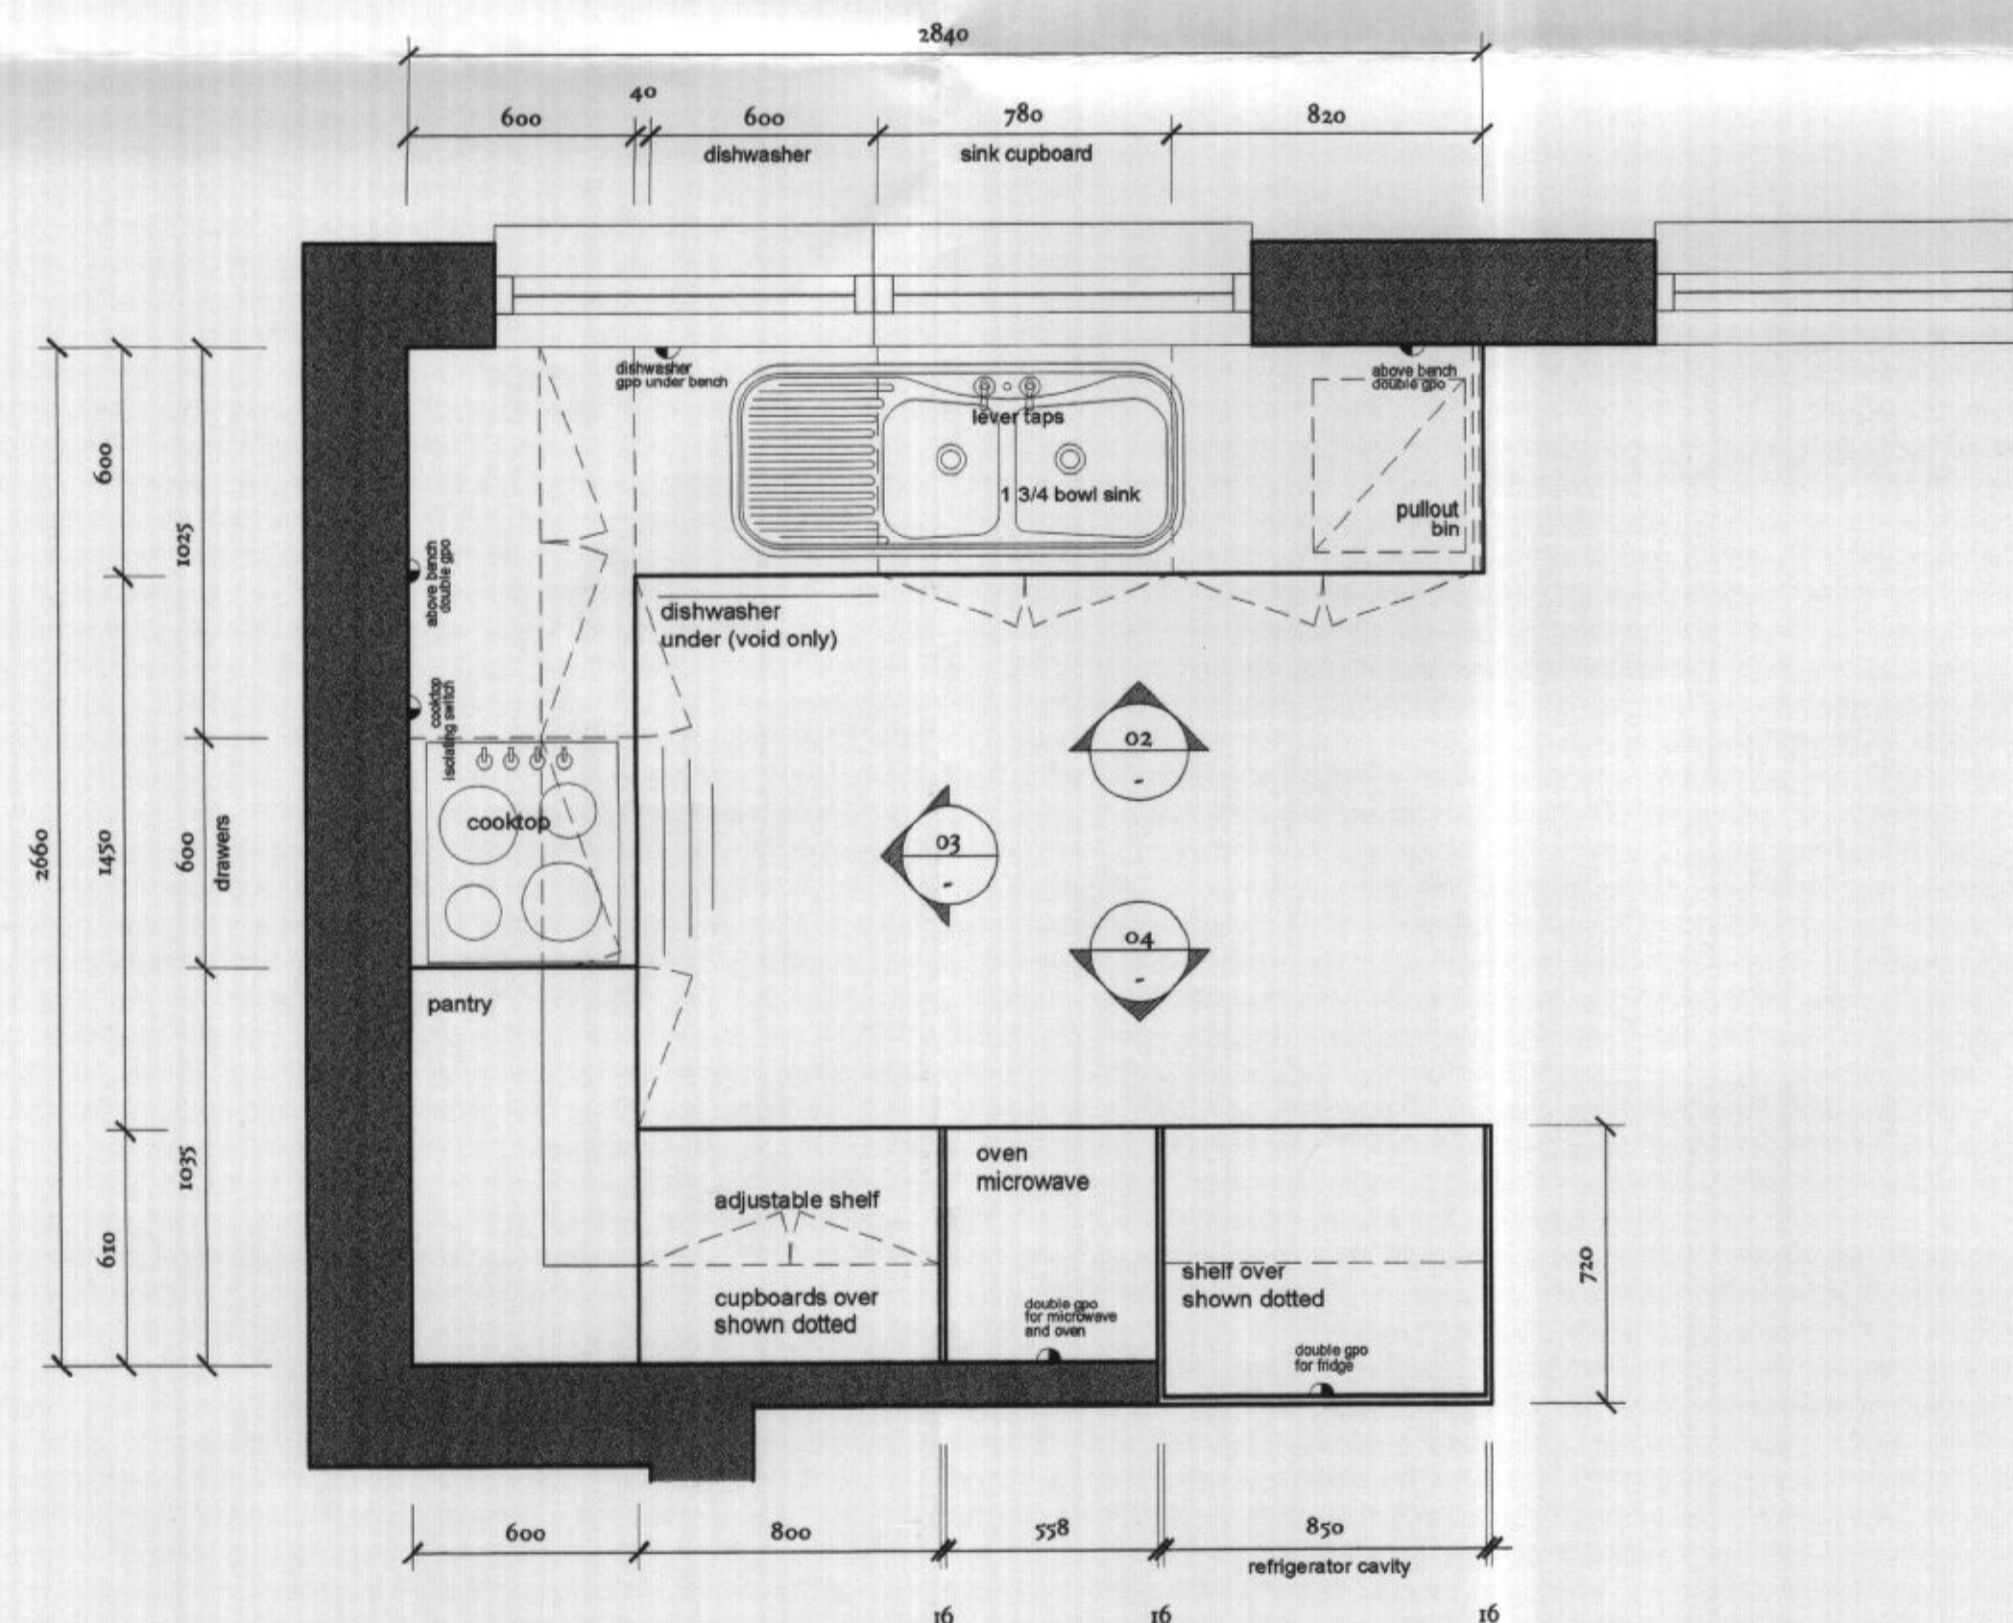 2840
40
600
600
780
820
dishwasher
sink cupboard
dishwasher
gpo under bench
above bench
double gpo
lever taps
1 3/4 bowl sink
pullout
bin
600
1025
above bench
double gpo
dishwasher
under (void only)
cooktop
isolating switch
02
-
cooktop
03
-
2660
1450
600
drawers
04
-
pantry
oven
microwave
1035
adjustable shelf
610
cupboards over
shown dotted
shelf over
shown dotted
720
double gpo
for microwave
and oven
double gpo
for fridge
600
800
558
850
refrigerator cavity
16
16
16